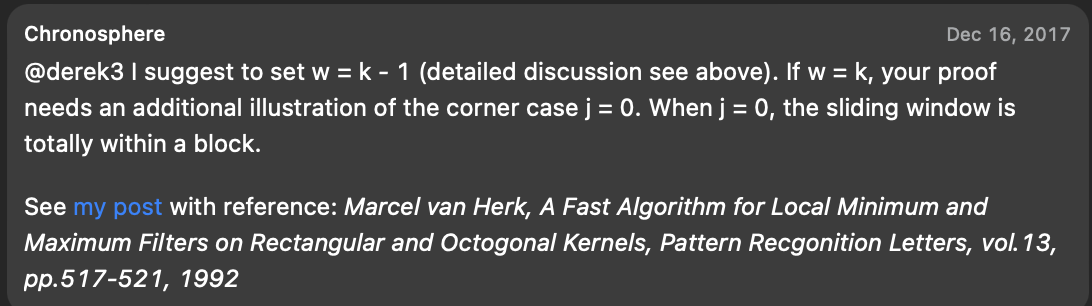 Chronosphere Dec 16, 2017
@derek3 I suggest to set w = k - 1 (detailed discussion see above). If w = k, your proof
needs an additional illustration of the corner case j = 0. When j = 0, the sliding window is
totally within a block.
See my post with reference: Marcel van Herk, A Fast Algorithm for Local Minimum and
Maximum Filters on Rectangular and Octogonal Kernels, Pattern Recgonition Letters, vol.13,
pp.517-521, 1992